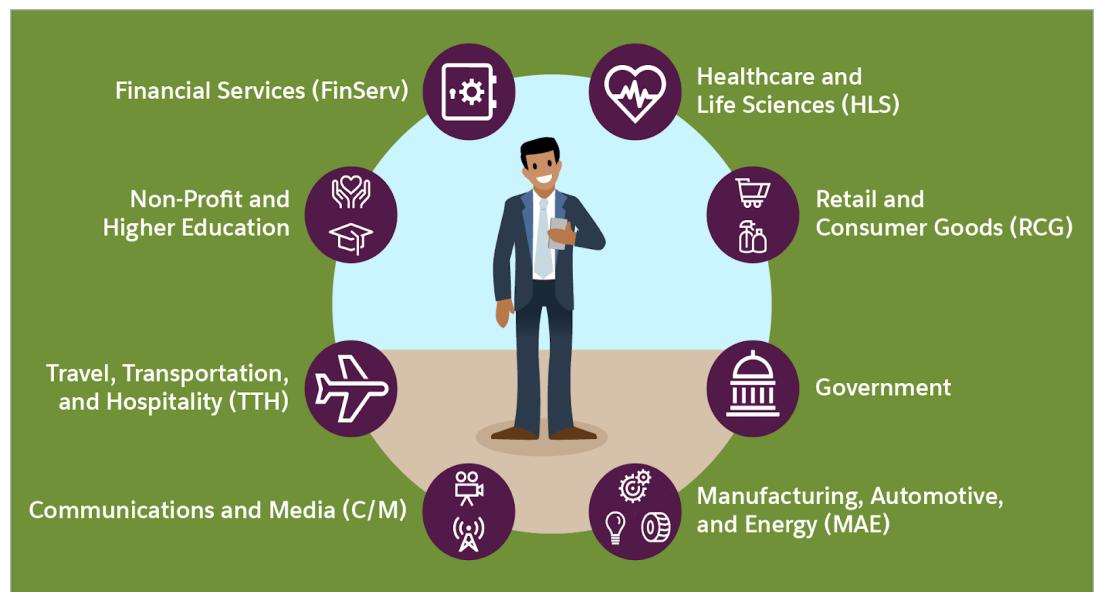 Financial Services (FinServ)
Healthcare and
Life Sciences (HLS)
Non-Profit and
Higher Education
Retail and
Consumer Goods (RCG)
Travel, Transportation,
and Hospitality (TTH)
Government
Communications and Media (C/M)
Manufacturing, Automotive,
and Energy (MAE)